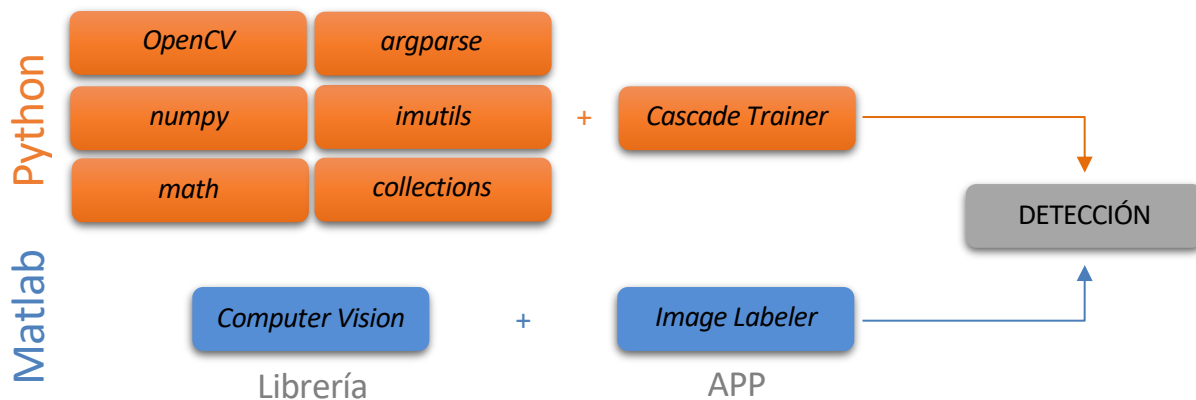 Python
OpenCV
argparse
numpy
imutils
+
Cascade Trainer
math
collections
DETECCIÓN
Matlab
Computer Vision
+
Image Labeler
Librería
APP